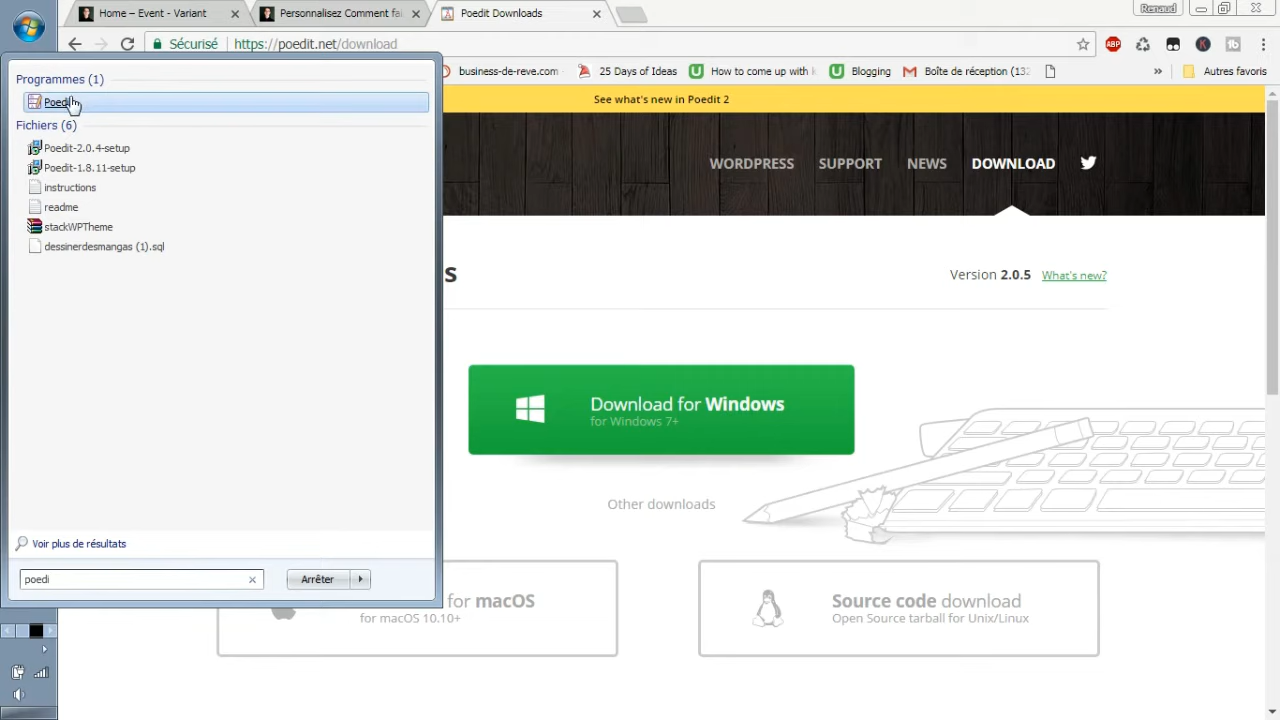 Home – Event - Variant
Personnalisez Comment fai
Poedit Downloads
Renaud
Sécurisé
https://poedit.net/download
ABP
K
business-de-reve.com
25 Days of Ideas
How to come up with
Blogging
Boîte de réception (132
»
Autres favoris
Programmes (1)
Fichiers (6)
Poedit-2.0.4-setup
Poedit-1.8.11-setup
instructions
readme
stackWPTheme
dessinerdesmangas (1).sql
Voir plus de résultats
poedi
Arrêter
See what's new in Poedit 2
WORDPRESS
SUPPORT
NEWS
DOWNLOAD
s
Version 2.0.5
What's new?
Download for Windows
for Windows 7+
Other downloads
for macOS
for macOS 10.10+
Source code download
Open Source tarball for Unix/Linux